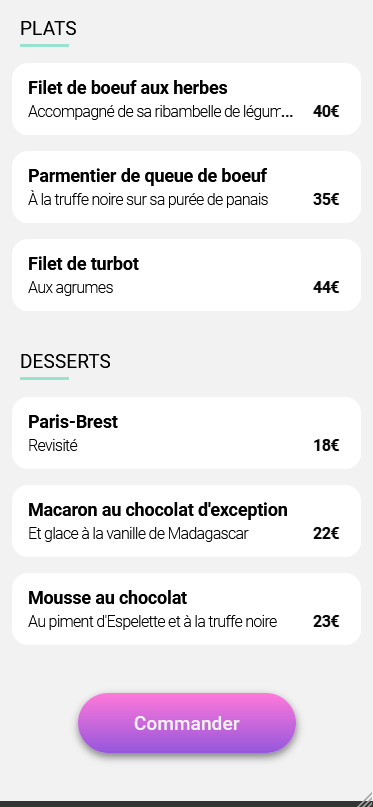 PLATS
Filet de boeuf aux herbes
Accompagné de sa ribambelle de légum... 40€
Parmentier de queue de boeuf
À la truffe noire sur sa purée de panais 35€
Filet de turbot
Aux agrumes 44€
DESSERTS
Paris-Brest
Revisité 18€
Macaron au chocolat d'exception
Et glace à la vanille de Madagascar 22€
Mousse au chocolat
Au piment d'Espelette et à la truffe noire 23€
Commander